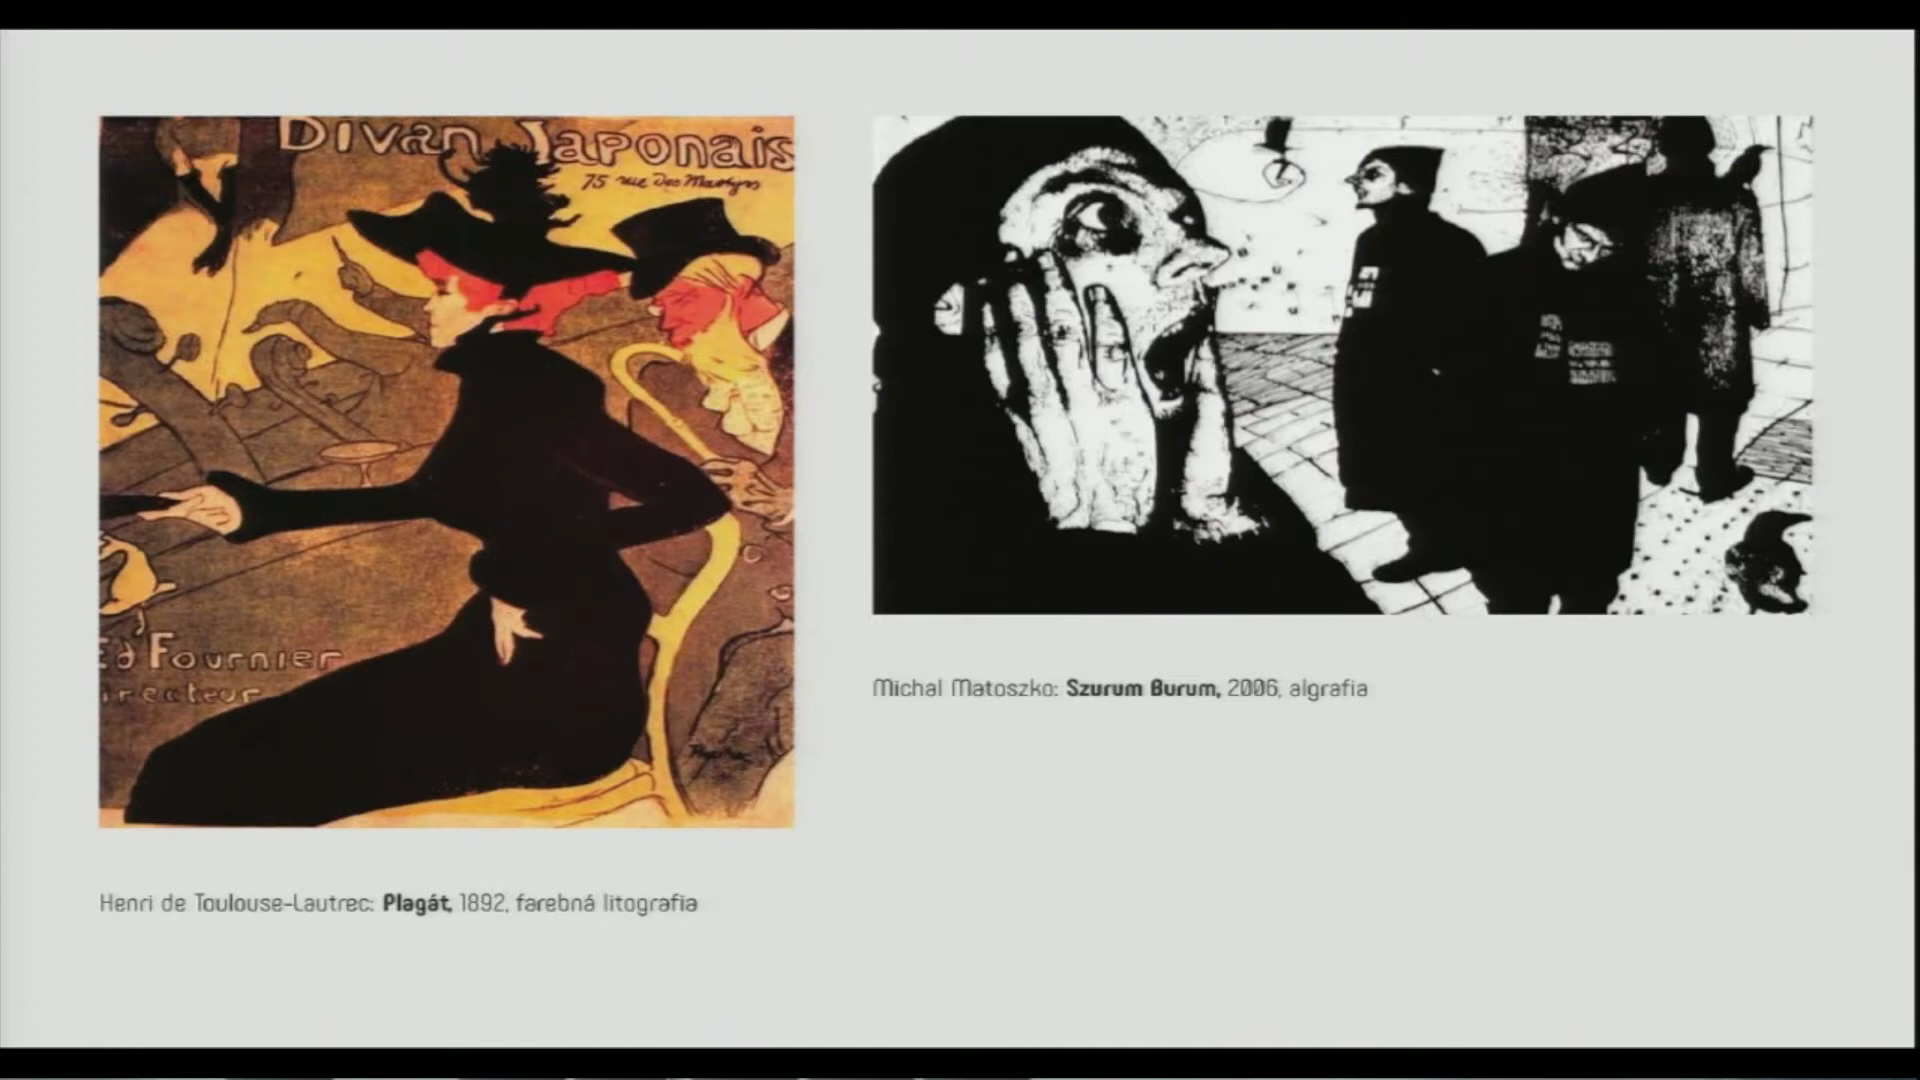 Divan Japonais
75 rue Des Martyrs
Ed Fournier
irecteur
Henri de Toulouse-Lautrec: Plagát, 1892, farebná litografia
Michal Matoszko: Szurum Burum, 2006, algrafia